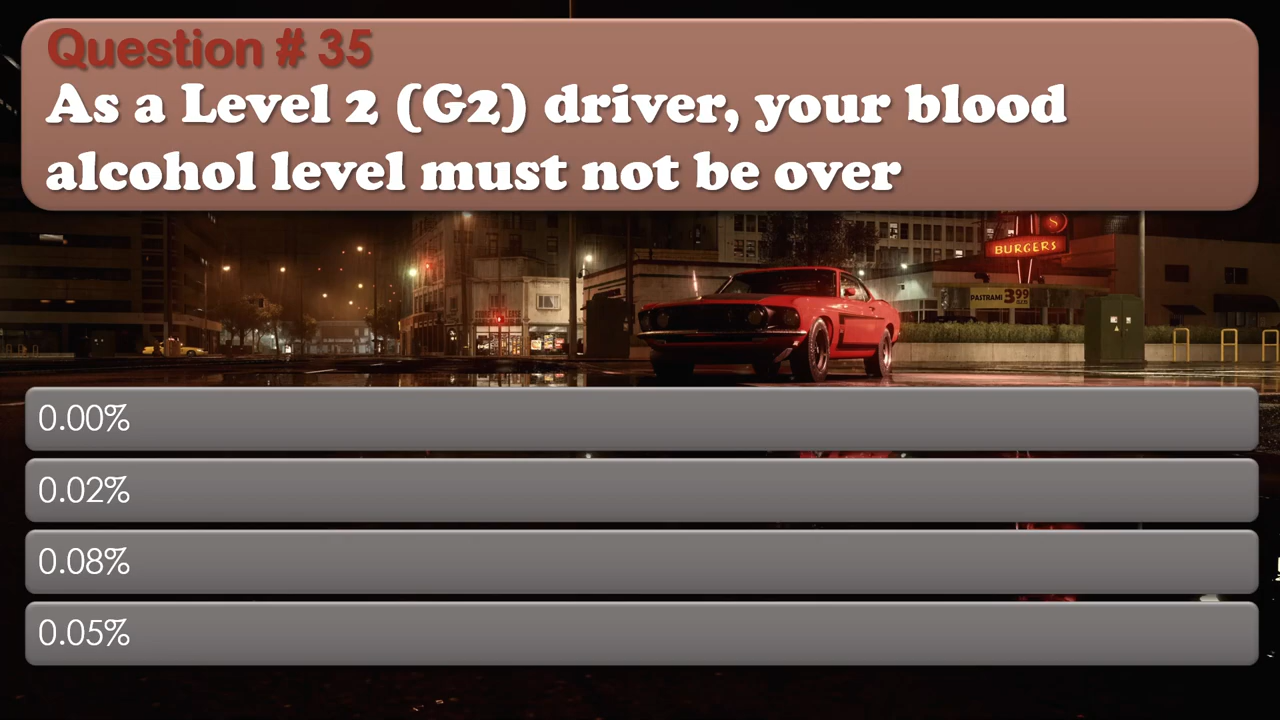 Question # 35
As a Level 2 (G2) driver, your blood
alcohol level must not be over
S
BURGERS
PASTRAMI 3.99
0.00%
0.02%
0.08%
0.05%